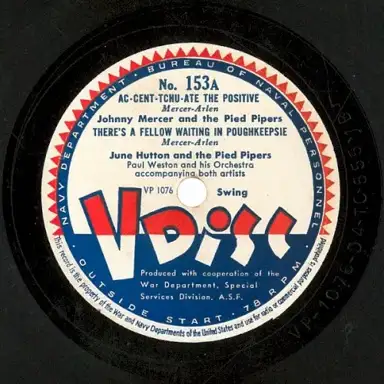 NAVY DEPARTMENT · BUREAU OF NAVAL PERSONNEL
No. 153A
AC-CENT-TCHU-ATE THE POSITIVE
Mercer-Arlen
Johnny Mercer and the Pied Pipers
THERE'S A FELLOW WAITING IN POUGHKEEPSIE
Mercer-Arlen
June Hutton and the Pied Pipers
Paul Weston and his Orchestra
accompanying both artists
VP 1076
Swing
V Disc
Produced with cooperation of the
War Department, Special
Services Division, A.S.F.
· OUTSIDE START · 78 RPM ·
This record is the property of the War and Navy Departments of the United States and use for radio or commercial purposes is prohibited